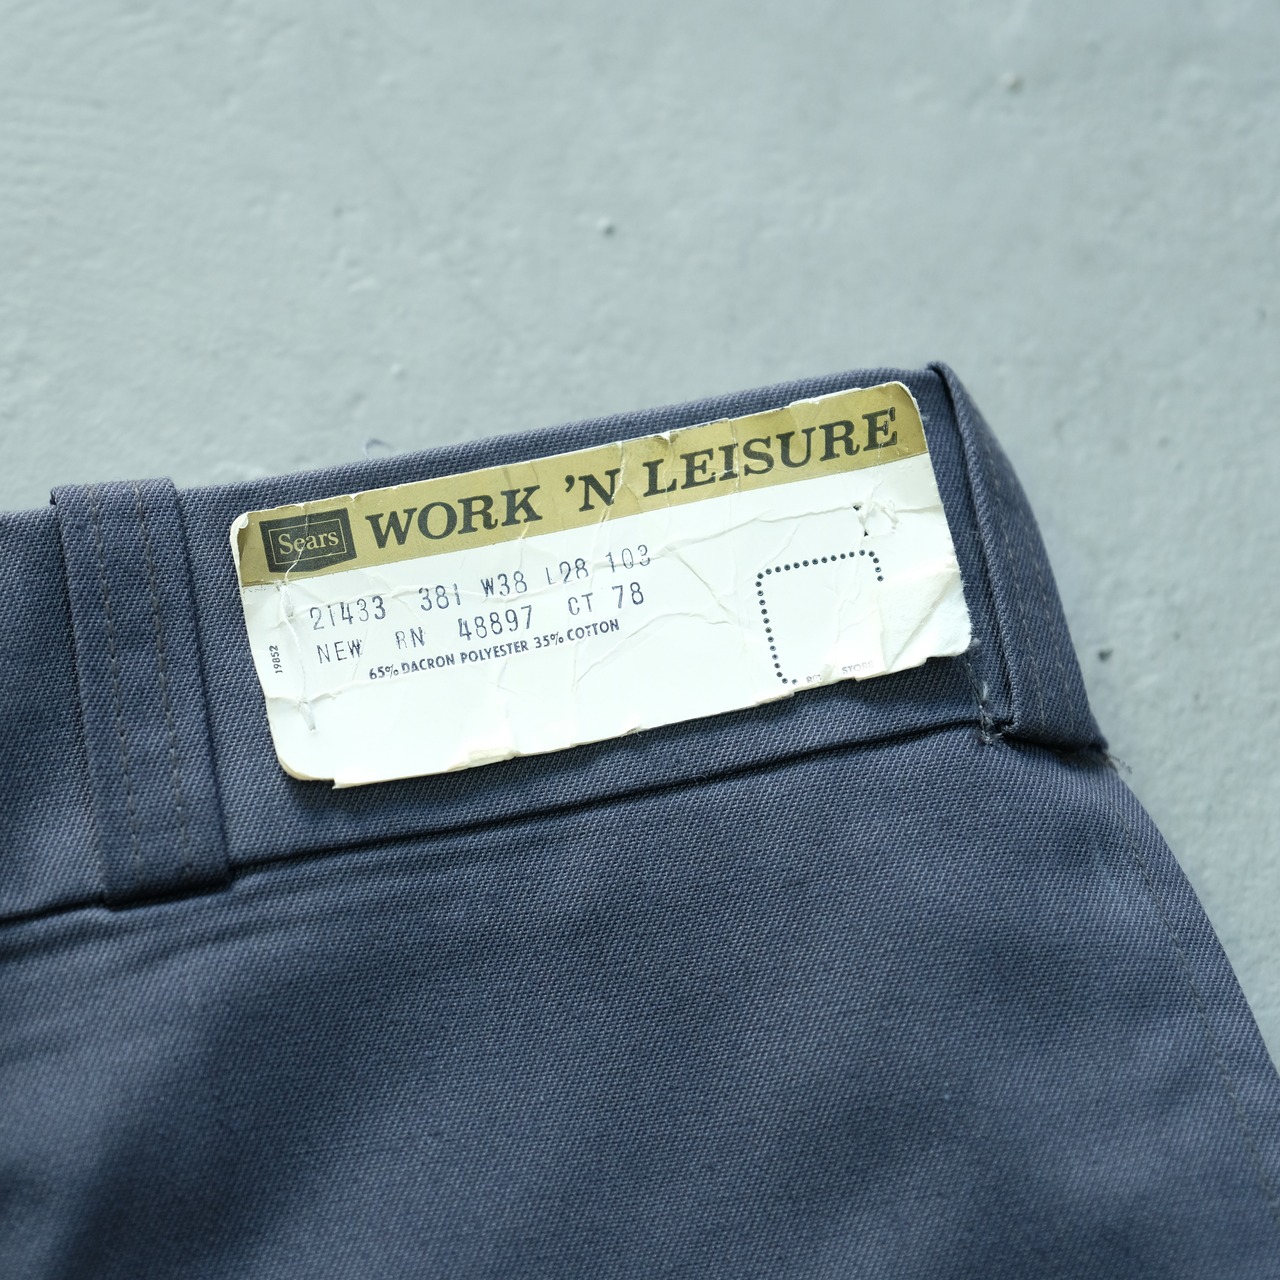 Sears WORK 'N LEISURE
21433 381 W38 L28 103
NEW RN 48897 CT 78
65% DACRON POLYESTER 35% COTTON
19852
STORE